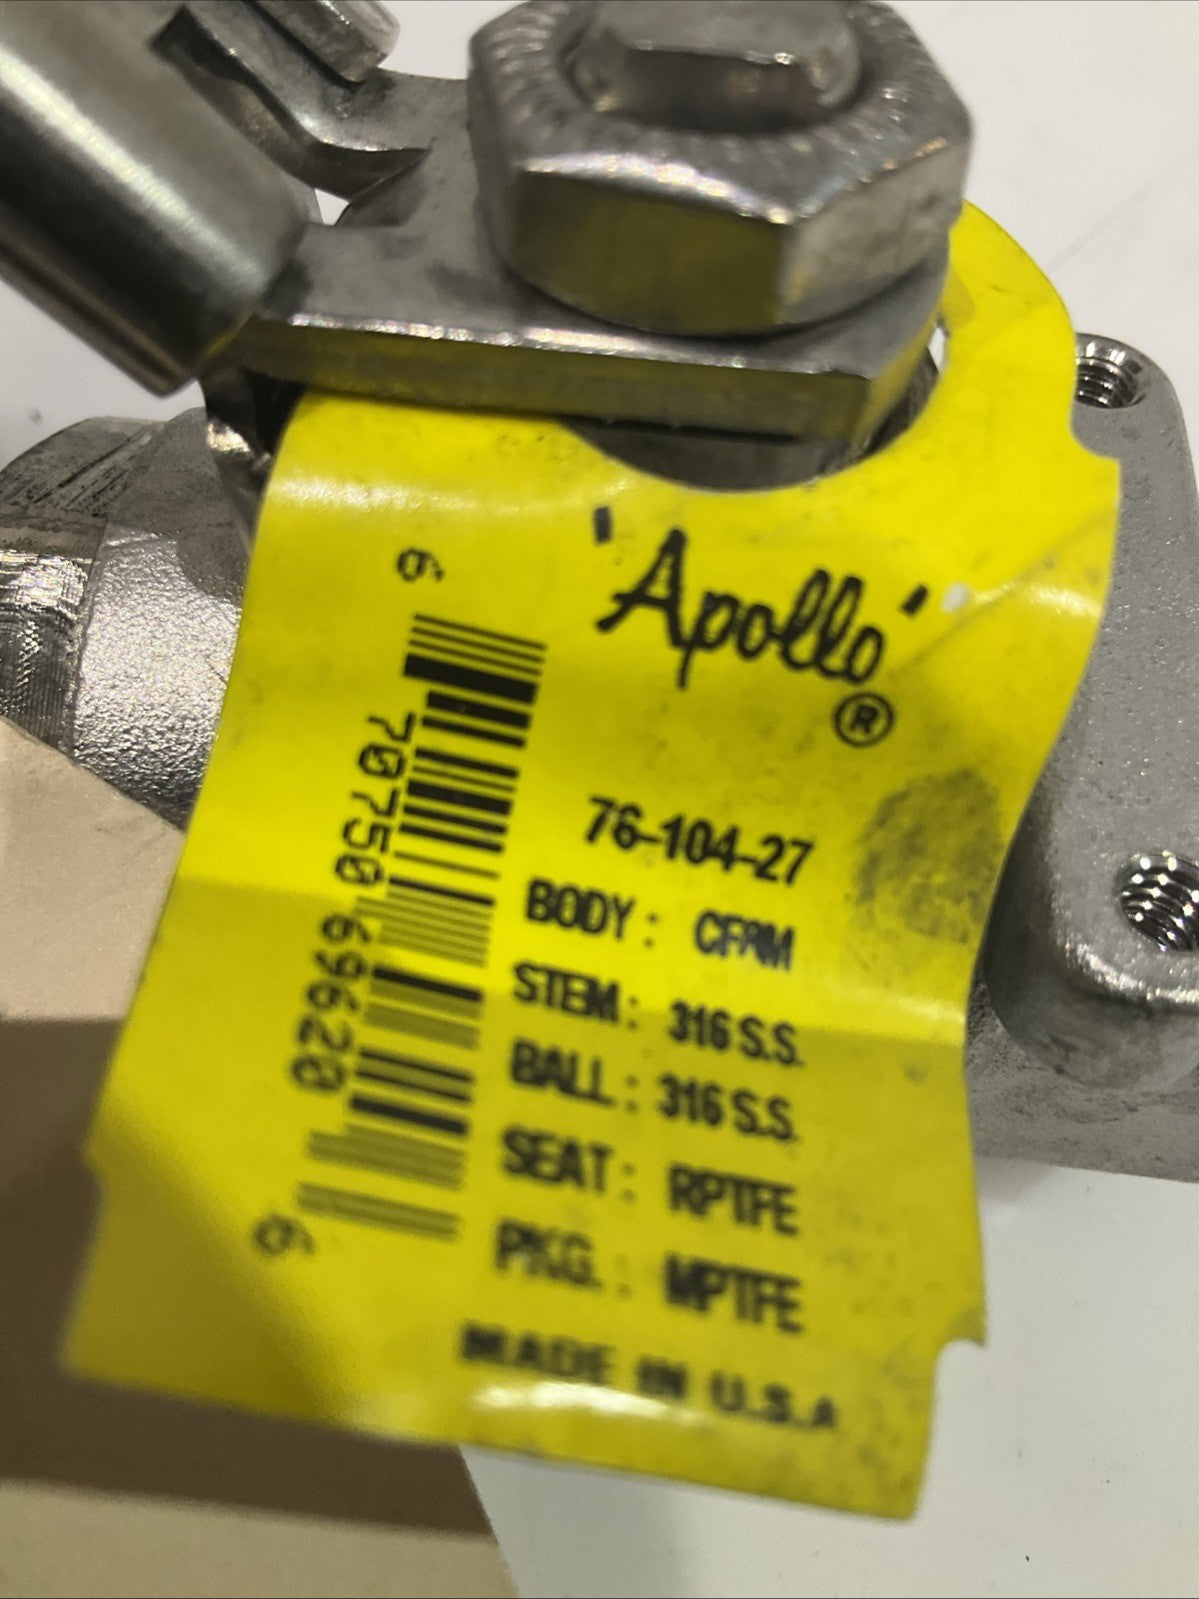 'Apollo'®
76-104-27
BODY: CF8M
STEM: 316 S.S.
BALL: 316 S.S.
SEAT: RPTFE
PKG.: MPTFE
MADE IN U.S.A
6 70750 69620 6